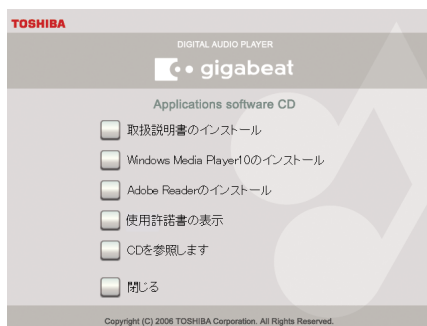 TOSHIBA
DIGITAL AUDIO PLAYER
gigabeat
Applications software CD
取扱説明書のインストール
Windows Media Player10のインストール
Adobe Readerのインストール
使用許諾書の表示
CDを参照します
閉じる
Copyright (C) 2006 TOSHIBA Corporation. All Rights Reserved.